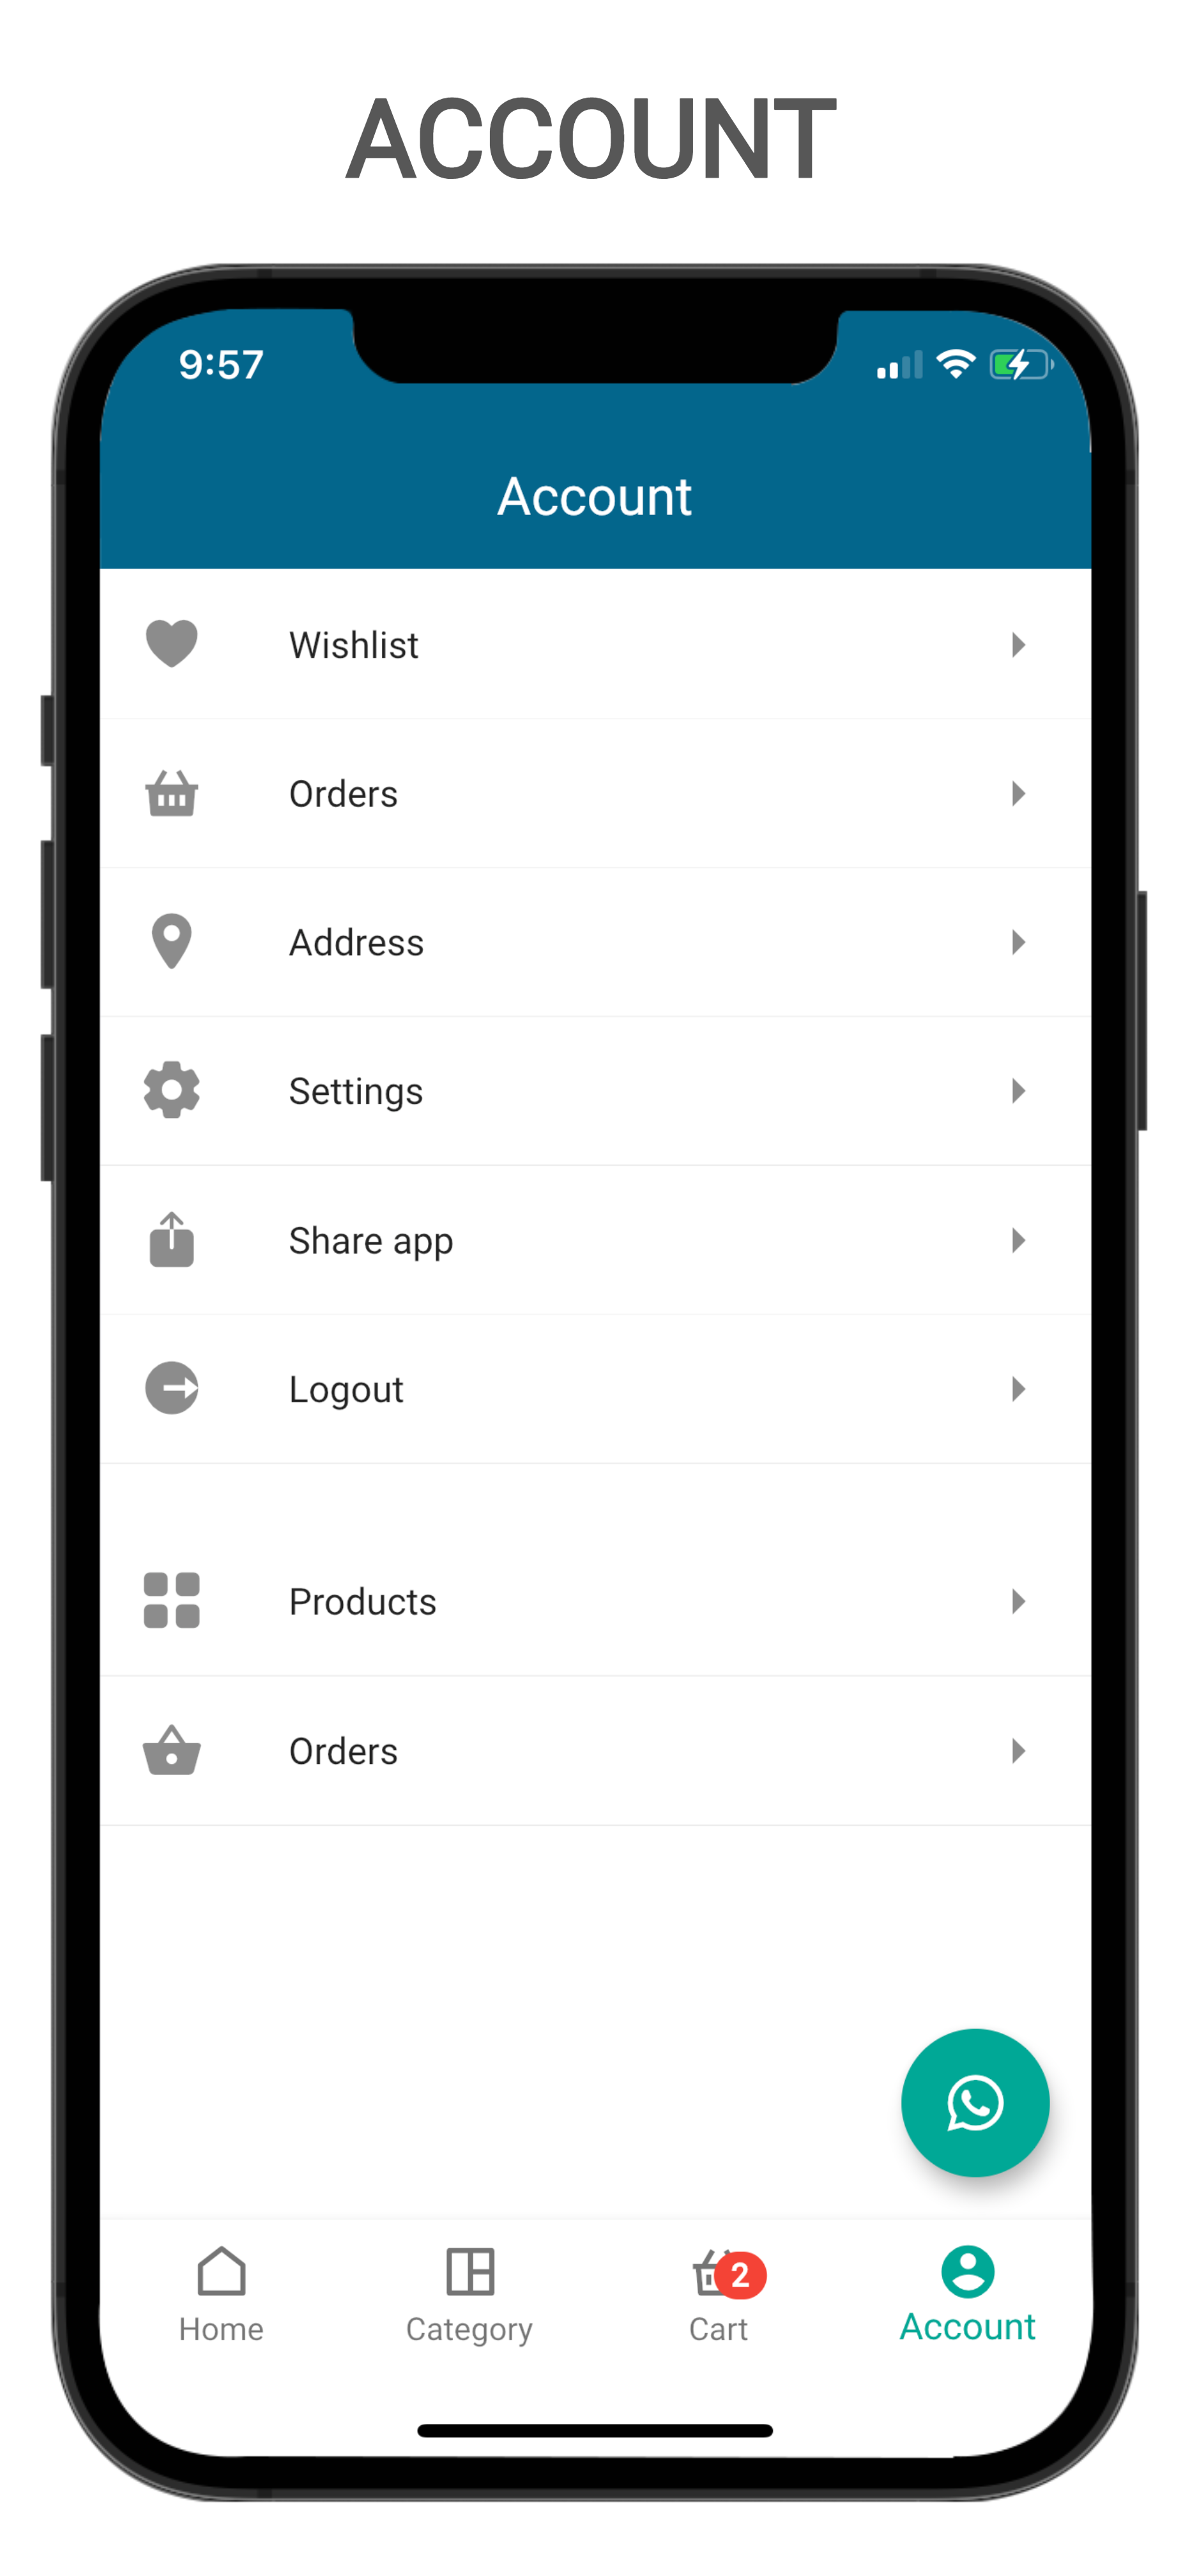 ACCOUNT
9:57
Account
Wishlist
Orders
Address
Settings
Share app
Logout
Products
Orders
2
Home
Category
Cart
Account